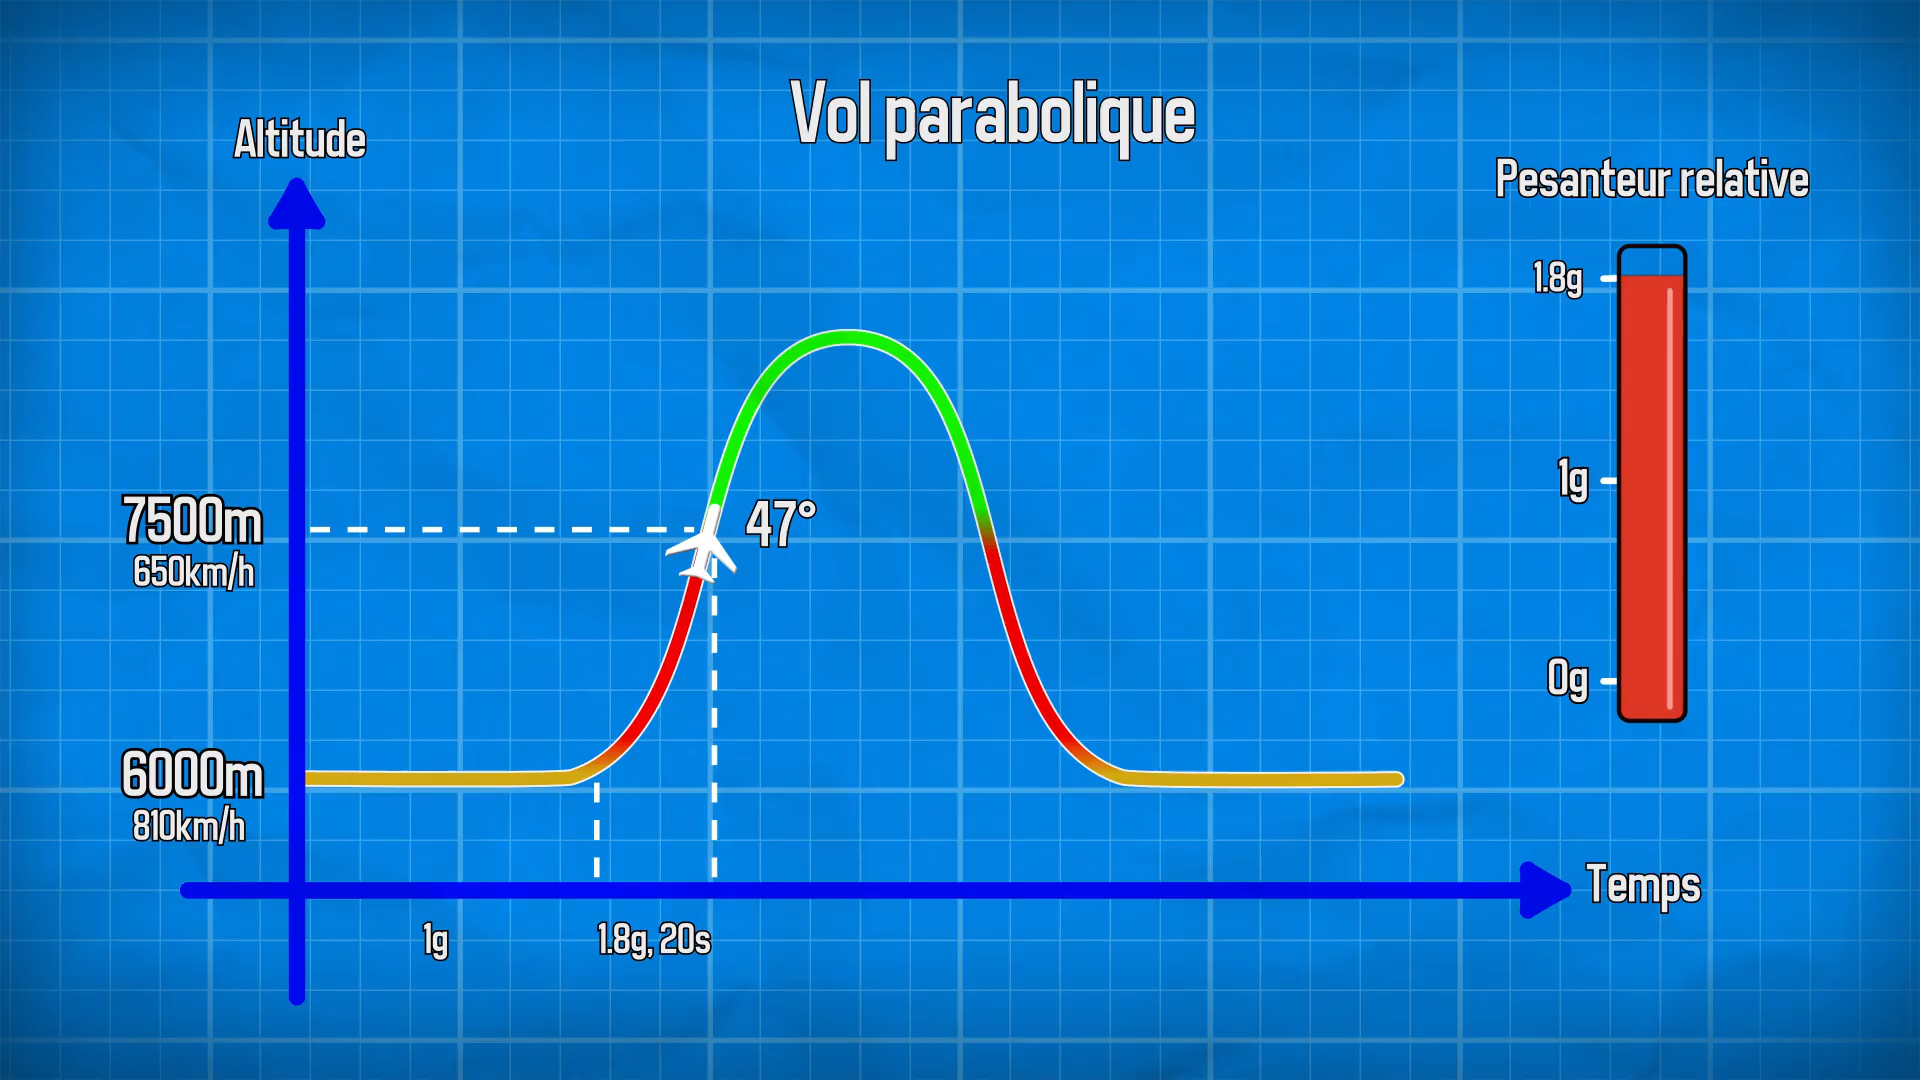 Vol parabolique
Altitude
Pesanteur relative
1.8g
1g
0g
7500m
650km/h
47°
6000m
810km/h
Temps
1g
1.8g, 20s